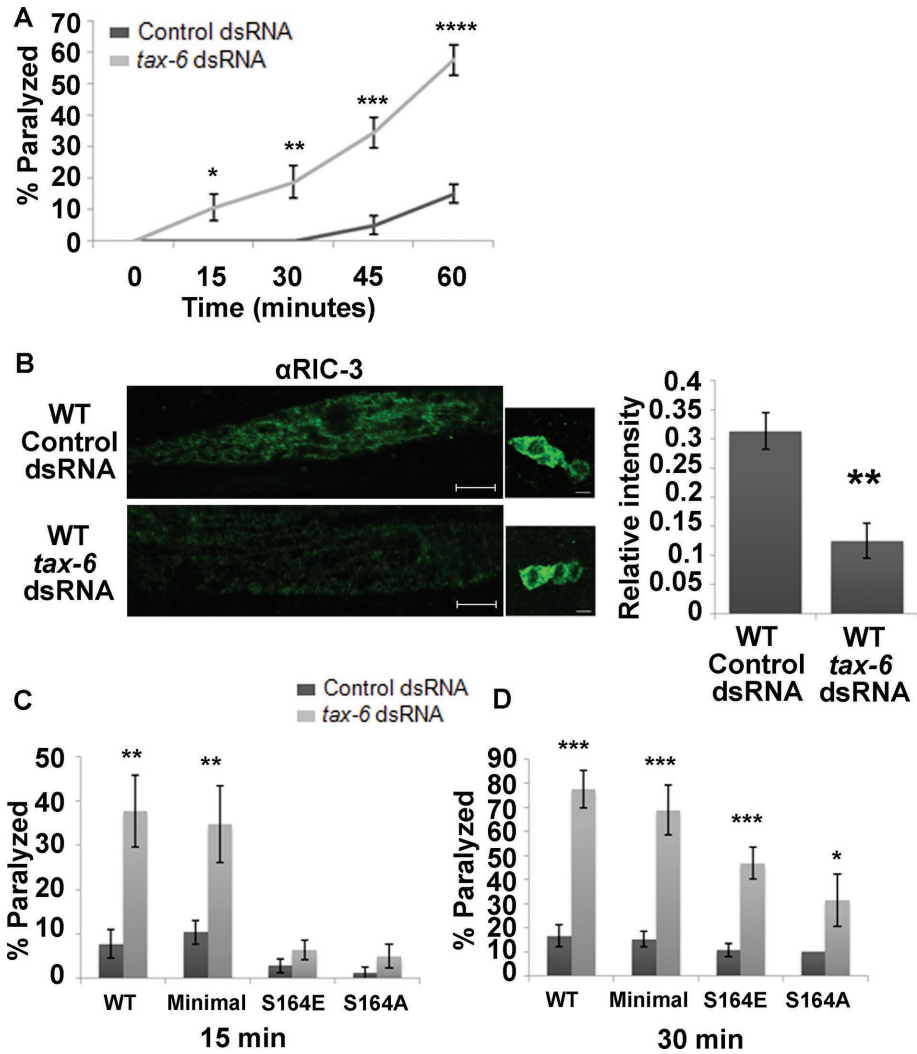 A
Control dsRNA
tax-6 dsRNA
% Paralyzed
70
60
50
40
30
20
10
0
*
**
***
****
0 15 30 45 60
Time (minutes)
B
αRIC-3
WT
Control
dsRNA
WT
tax-6
dsRNA
Relative intensity
0.4
0.35
0.3
0.25
0.2
0.15
0.1
0.05
0
**
WT
Control
dsRNA
WT
tax-6
dsRNA
Control dsRNA
tax-6 dsRNA
C
% Paralyzed
50
40
30
20
10
0
** **
WT Minimal S164E S164A
15 min
D
% Paralyzed
90
80
70
60
50
40
30
20
10
0
*** *** *** *
WT Minimal S164E S164A
30 min